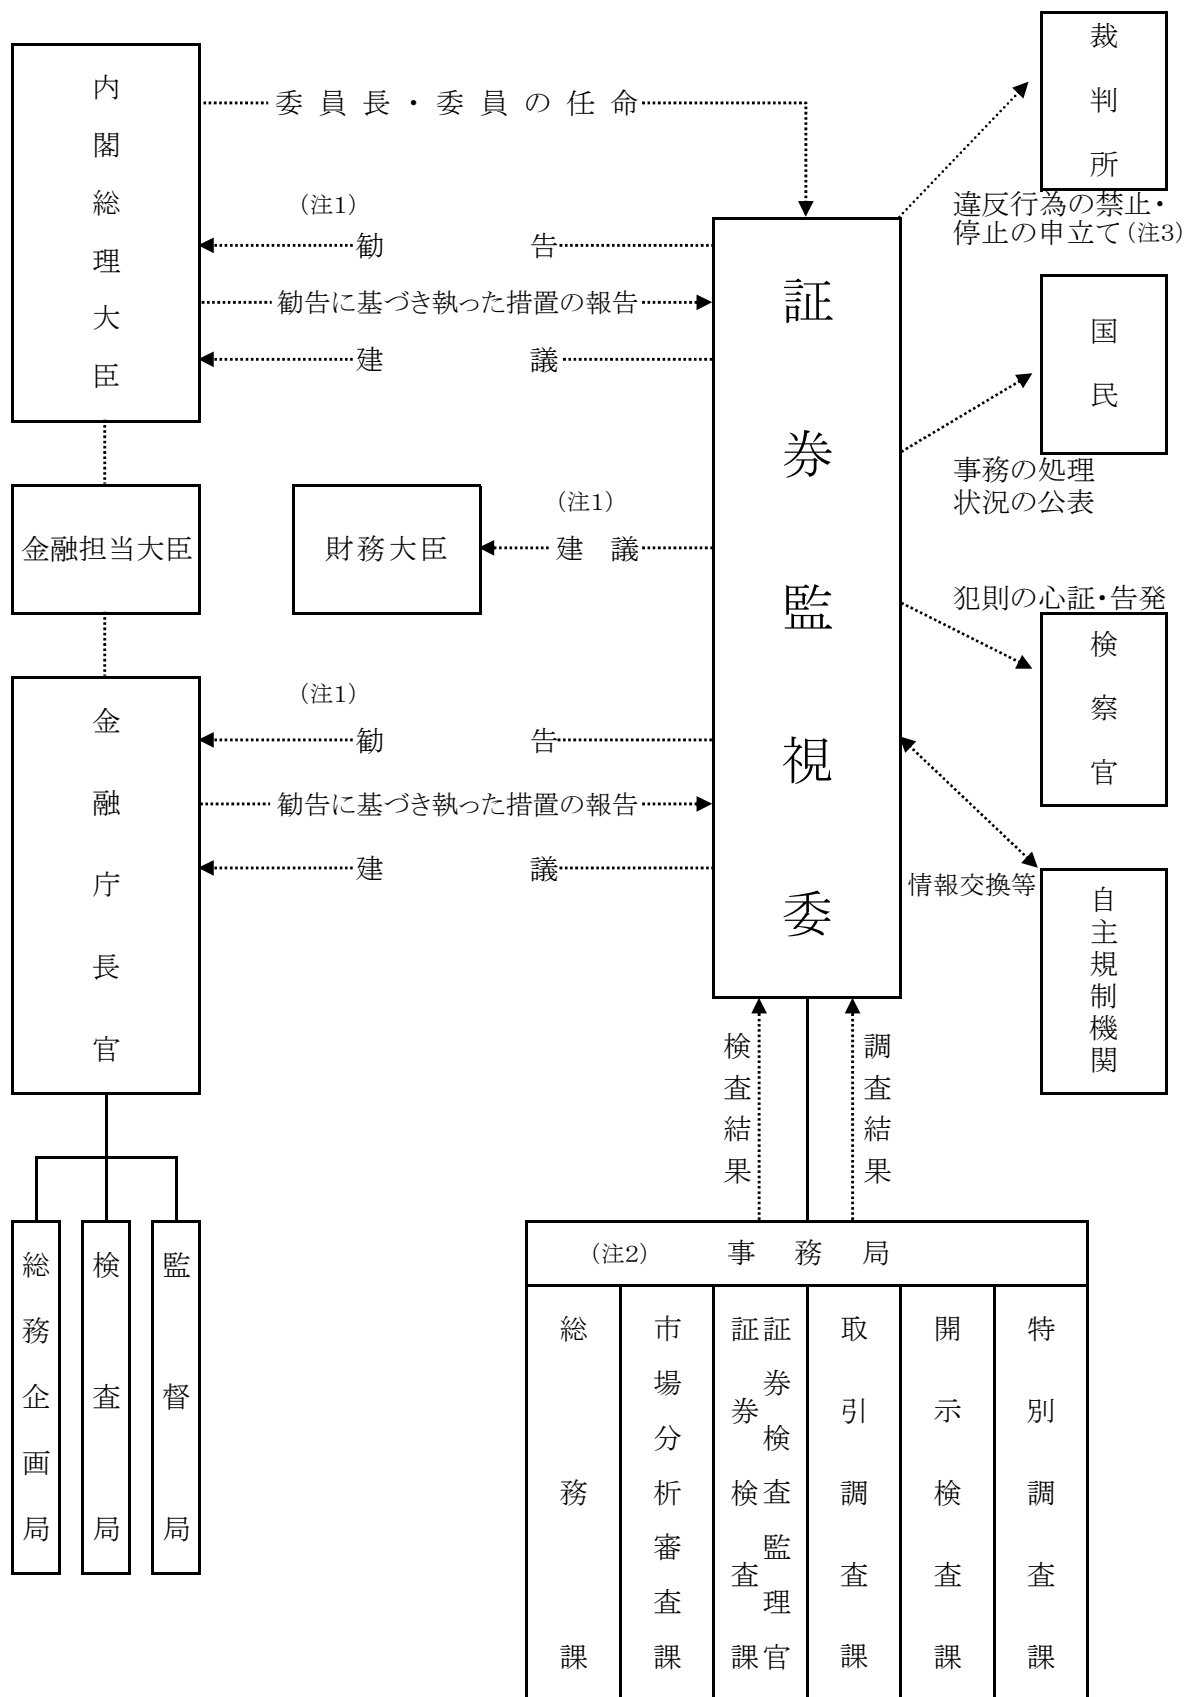 内閣総理大臣
委員長・委員の任命
（注1）
勧告
勧告に基づき執った措置の報告
建議
金融担当大臣
財務大臣
（注1）
建議
金融庁長官
（注1）
勧告
勧告に基づき執った措置の報告
建議
総務企画局
検査局
監督局
証券監視委
裁判所
違反行為の禁止・
停止の申立て（注3）
国民
事務の処理
状況の公表
犯則の心証・告発
検察官
情報交換等
自主規制機関
検査結果
調査結果
（注2）　事務局
総務課
市場分析審査課
証券検査課
証券検査監理官
取引調査課
開示検査課
特別調査課